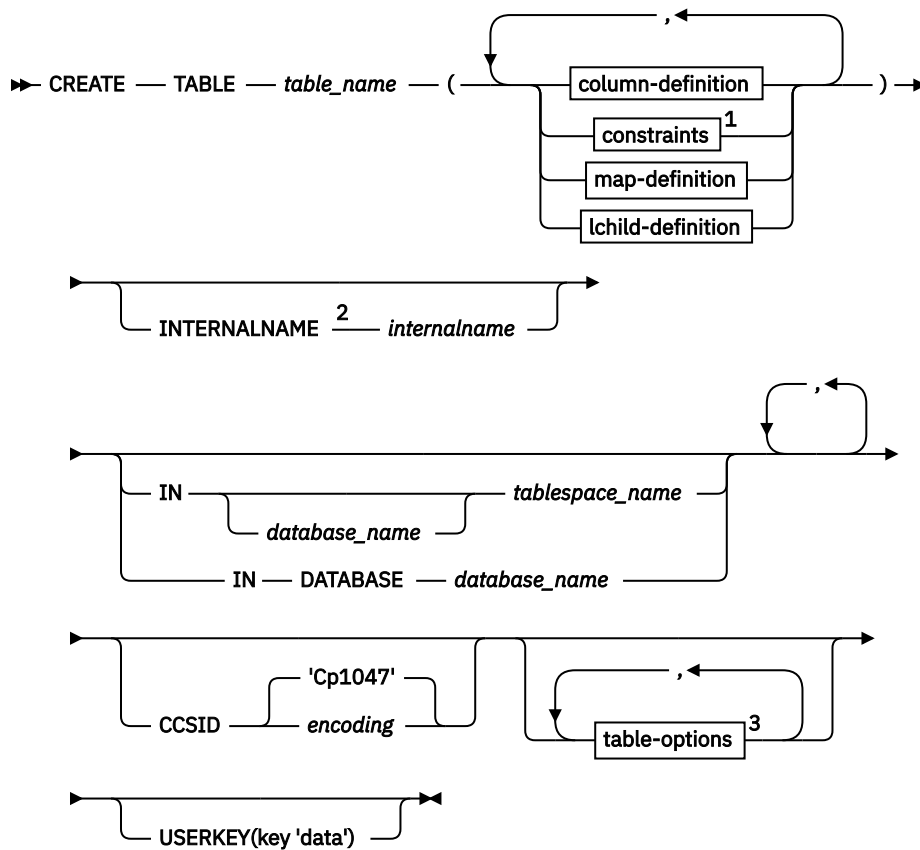 ,
CREATE TABLE table_name ( column-definition )
constraints 1
map-definition
lchild-definition
INTERNALNAME 2 internalname
,
IN tablespace_name
database_name
IN DATABASE database_name
'Cp1047' ,
CCSID encoding table-options 3
USERKEY(key 'data')